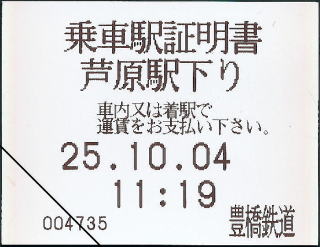 乗車駅証明書
芦原駅下り
車内又は着駅で
運賃をお支払い下さい。
25.10.04
11:19
004735 豊橋鉄道